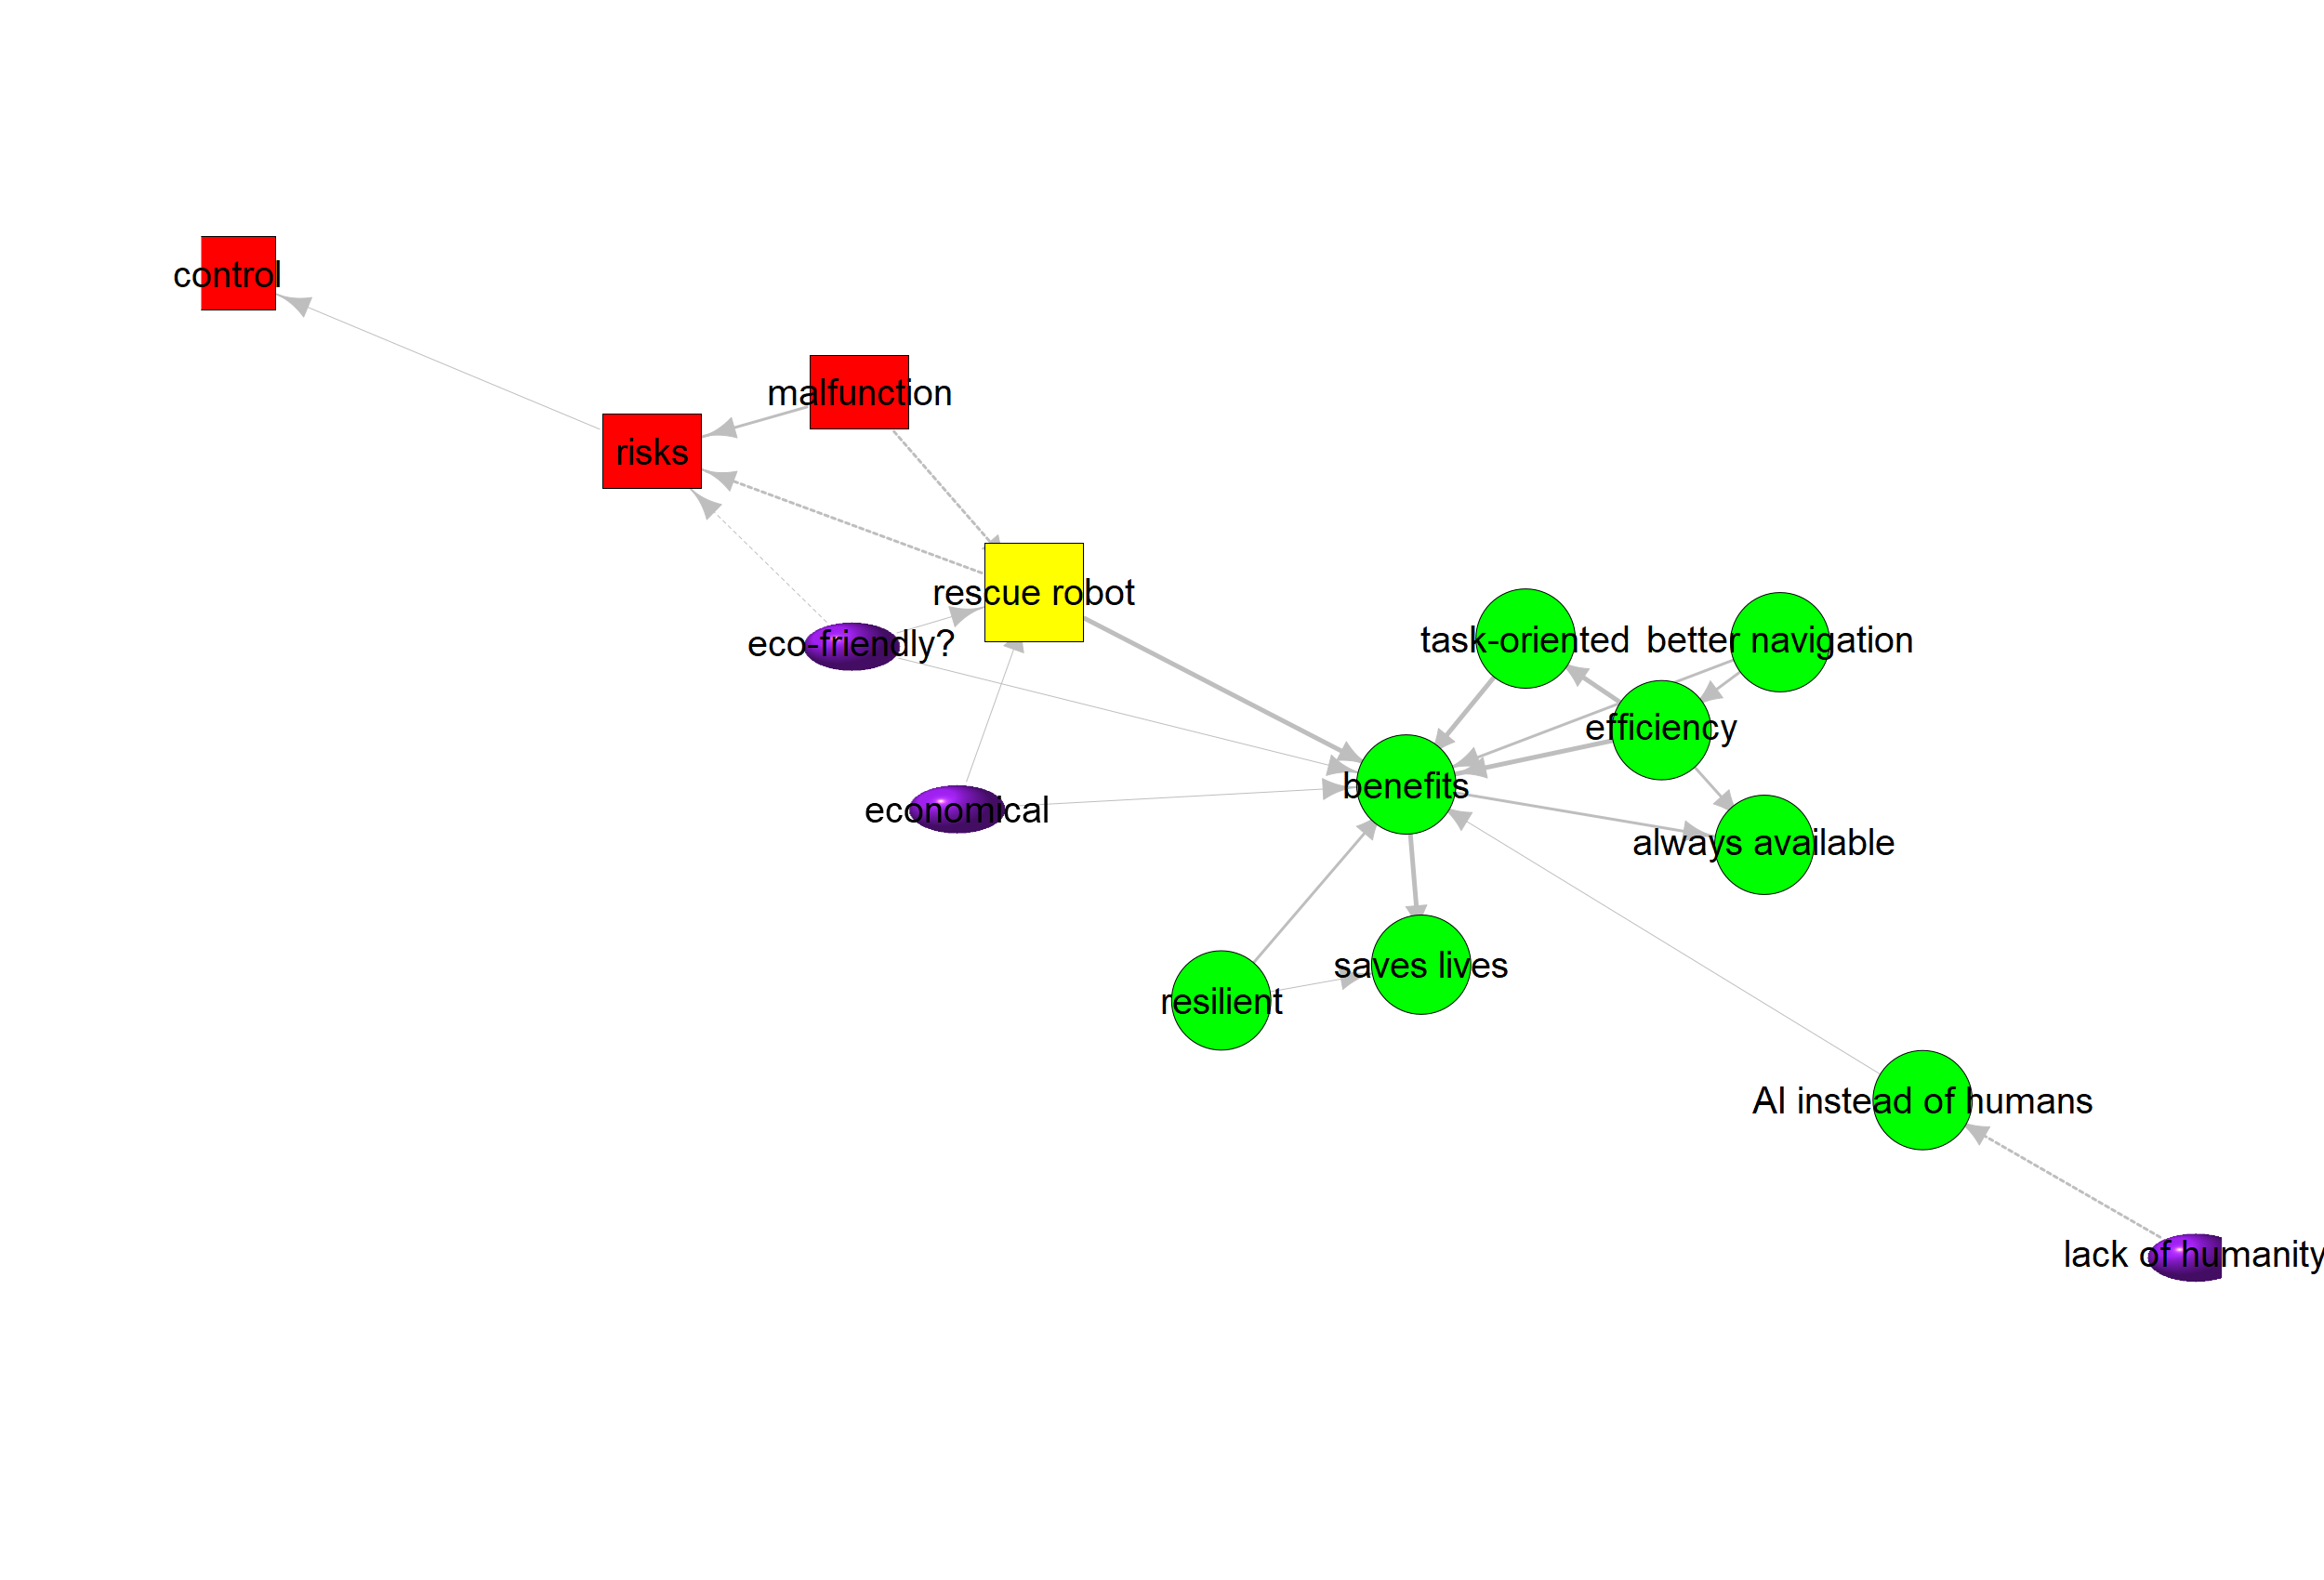 control
malfunction
risks
rescue robot
eco-friendly?
task-oriented
better navigation
efficiency
benefits
economical
always available
saves lives
resilient
AI instead of humans
lack of humanity